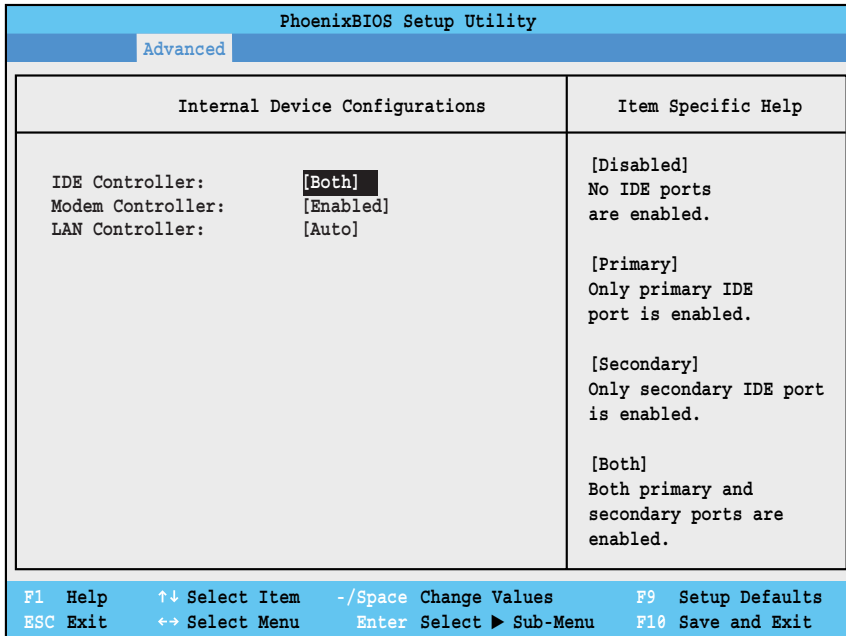 PhoenixBIOS Setup Utility
Advanced
Internal Device Configurations
Item Specific Help
IDE Controller: [Both]
Modem Controller: [Enabled]
LAN Controller: [Auto]
[Disabled]
No IDE ports
are enabled.
[Primary]
Only primary IDE
port is enabled.
[Secondary]
Only secondary IDE port
is enabled.
[Both]
Both primary and
secondary ports are
enabled.
F1 Help ↑↓ Select Item -/Space Change Values F9 Setup Defaults
ESC Exit ←→ Select Menu Enter Select ▶ Sub-Menu F10 Save and Exit